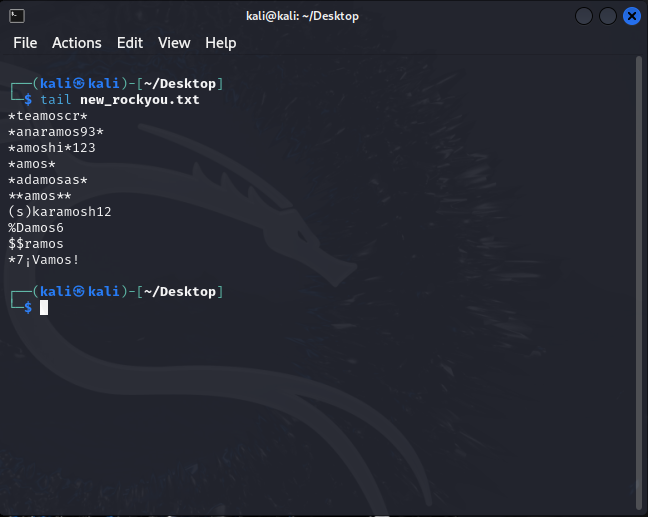 kali@kali: ~/Desktop
File Actions Edit View Help
┌──(kali㉿kali)-[~/Desktop]
└─$ tail new_rockyou.txt
*teamoscr*
*anaramos93*
*amoshi*123
*amos*
*adamosas*
**amos**
(s)karamosh12
%Damos6
$$ramos
*7¡Vamos!
┌──(kali㉿kali)-[~/Desktop]
└─$